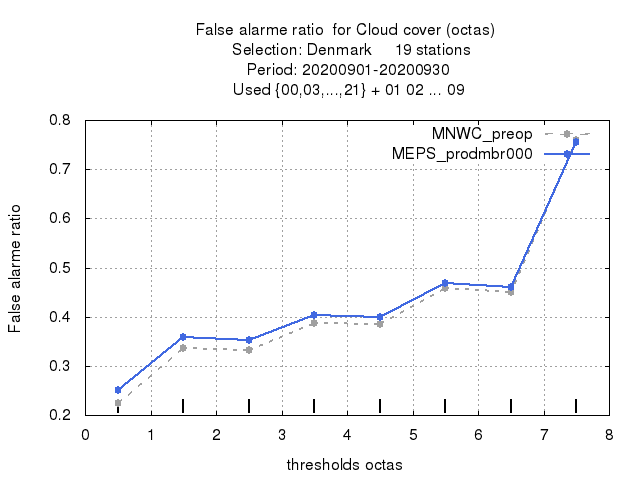 False alarme ratio  for Cloud cover (octas)
Selection: Denmark     19 stations
Period: 20200901-20200930
Used {00,03,...,21} + 01 02 ... 09
MNWC_preop
MEPS_prodmbr000
False alarme ratio
0.8
0.7
0.6
0.5
0.4
0.3
0.2
0 1 2 3 4 5 6 7 8
thresholds octas